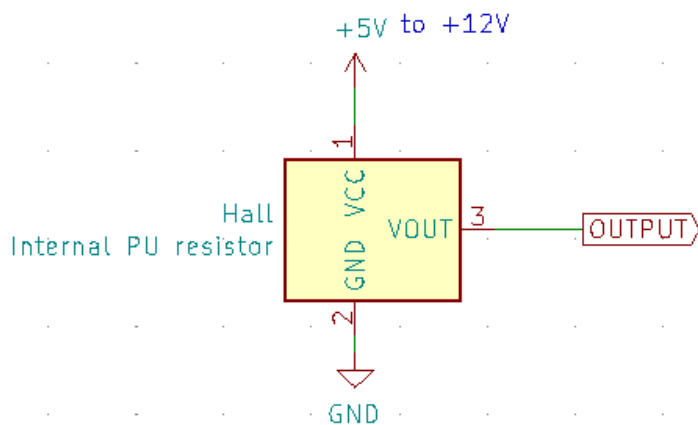 +5V to +12V
1
VCC
Hall
Internal PU resistor
VOUT
3
OUTPUT
GND
2
GND